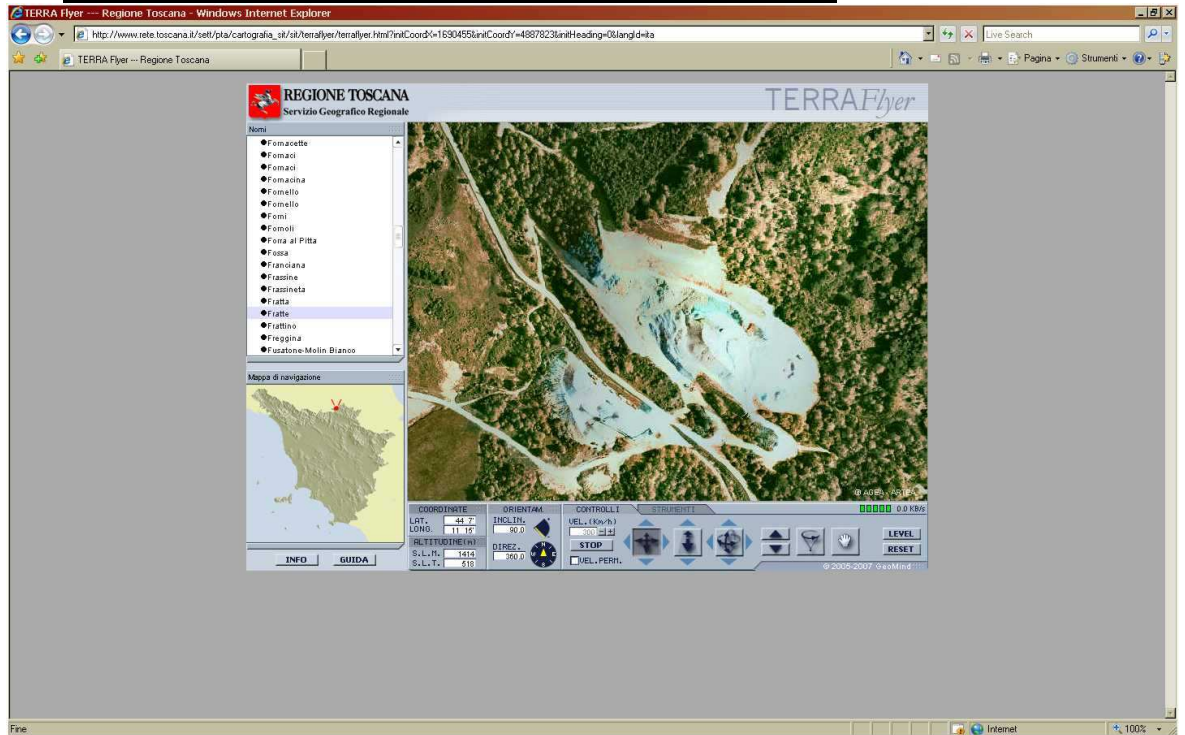 TERRA Flyer --- Regione Toscana - Windows Internet Explorer
http://www.rete.toscana.it/sett/pta/cartografia_sit/sit/terraflyer/terraflyer.html?initCoordX=1690455&initCoordY=4887823&initHeading=0&langId=ita
Live Search
TERRA Flyer --- Regione Toscana
Pagina
Strumenti
REGIONE TOSCANA
Servizio Geografico Regionale
TERRAFlyer
Nomi
Fornacette
Fornaci
Fornaci
Fornacina
Fornello
Fornello
Forni
Fornoli
Forra al Pitta
Fossa
Franciana
Frassine
Frassineta
Fratta
Fratte
Frattino
Freggina
Fusatone-Molin Bianco
Mappa di navigazione
INFO GUIDA
© AGEA - ARTEA
COORDINATE
LAT. 44 7'
LONG. 11 15'
ALTITUDINE(m)
S.L.M. 1414
S.L.T. 518
ORIENTAM.
INCLIN.
90.0
DIREZ.
360.0
CONTROLLI
STRUMENTI
0.0 KB/s
VEL.(Km/h)
300
STOP
VEL.PERM.
LEVEL
RESET
© 2005-2007 GeoMind
Fine
Internet
100%